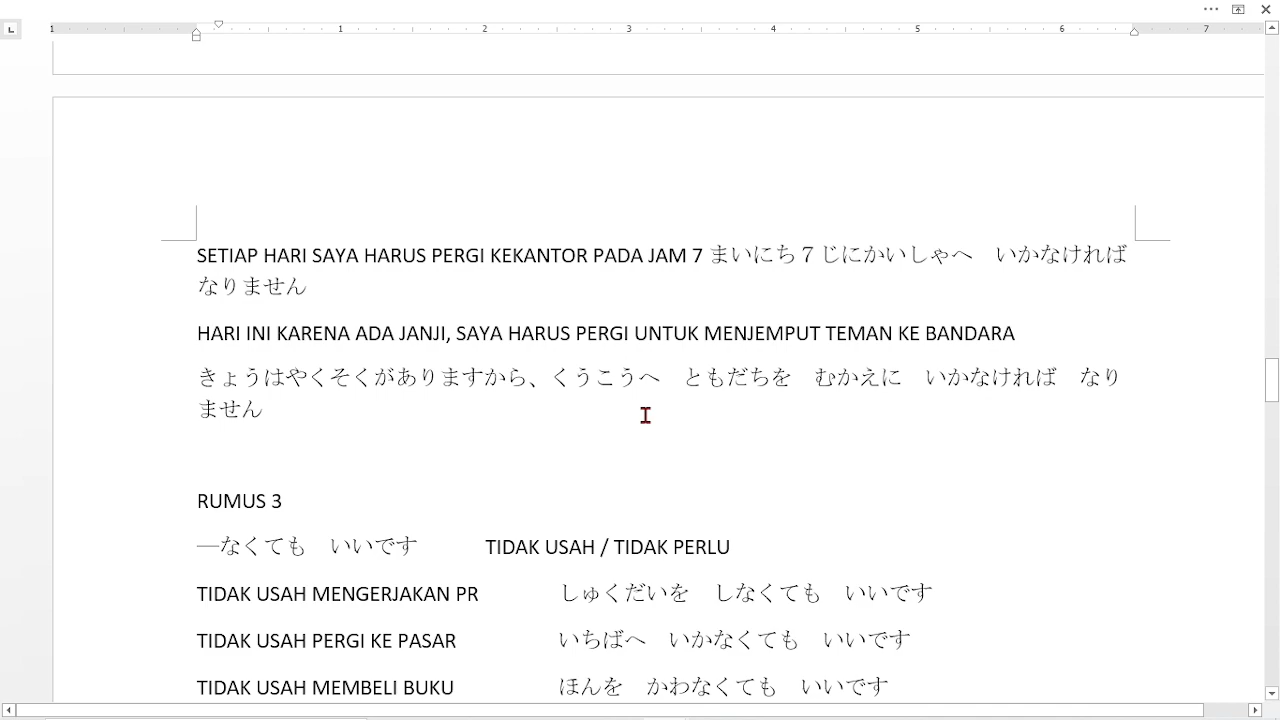 1 1 2 3 4 5 6 7
SETIAP HARI SAYA HARUS PERGI KEKANTOR PADA JAM 7 まいにち７じにかいしゃへ　いかなければ
なりません
HARI INI KARENA ADA JANJI, SAYA HARUS PERGI UNTUK MENJEMPUT TEMAN KE BANDARA
きょうはやくそくがありますから、くうこうへ　ともだちを　むかえに　いかなければ　なり
ません
RUMUS 3
―なくても　いいです TIDAK USAH / TIDAK PERLU
TIDAK USAH MENGERJAKAN PR しゅくだいを　しなくても　いいです
TIDAK USAH PERGI KE PASAR いちばへ　いかなくても　いいです
TIDAK USAH MEMBELI BUKU ほんを　かわなくても　いいです